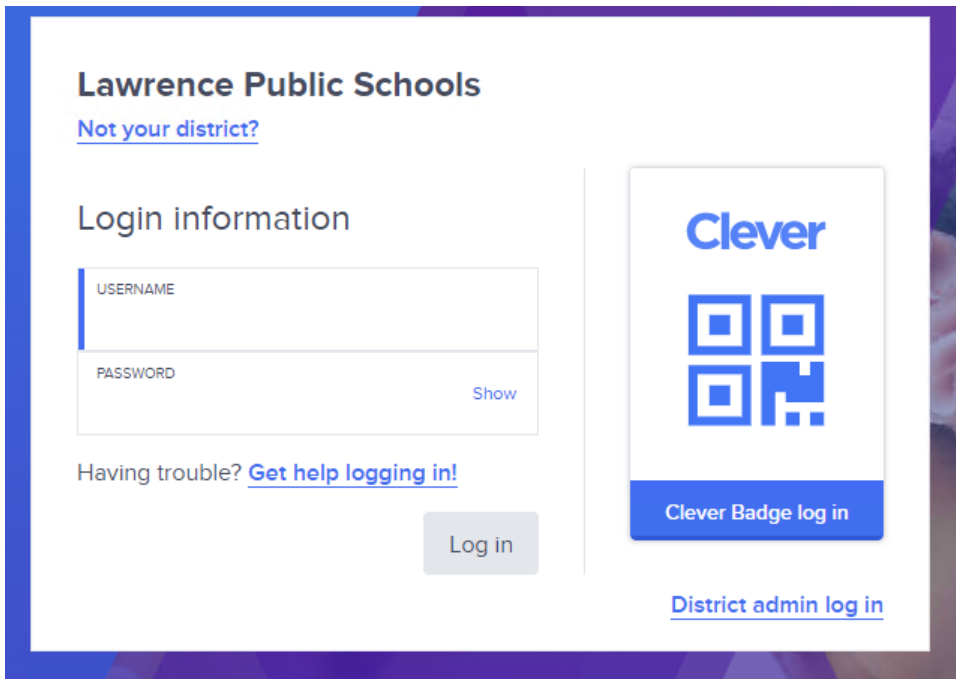 Lawrence Public Schools
Not your district?
Login information
USERNAME
PASSWORD
Show
Having trouble? Get help logging in!
Log in
Clever
Clever Badge log in
District admin log in